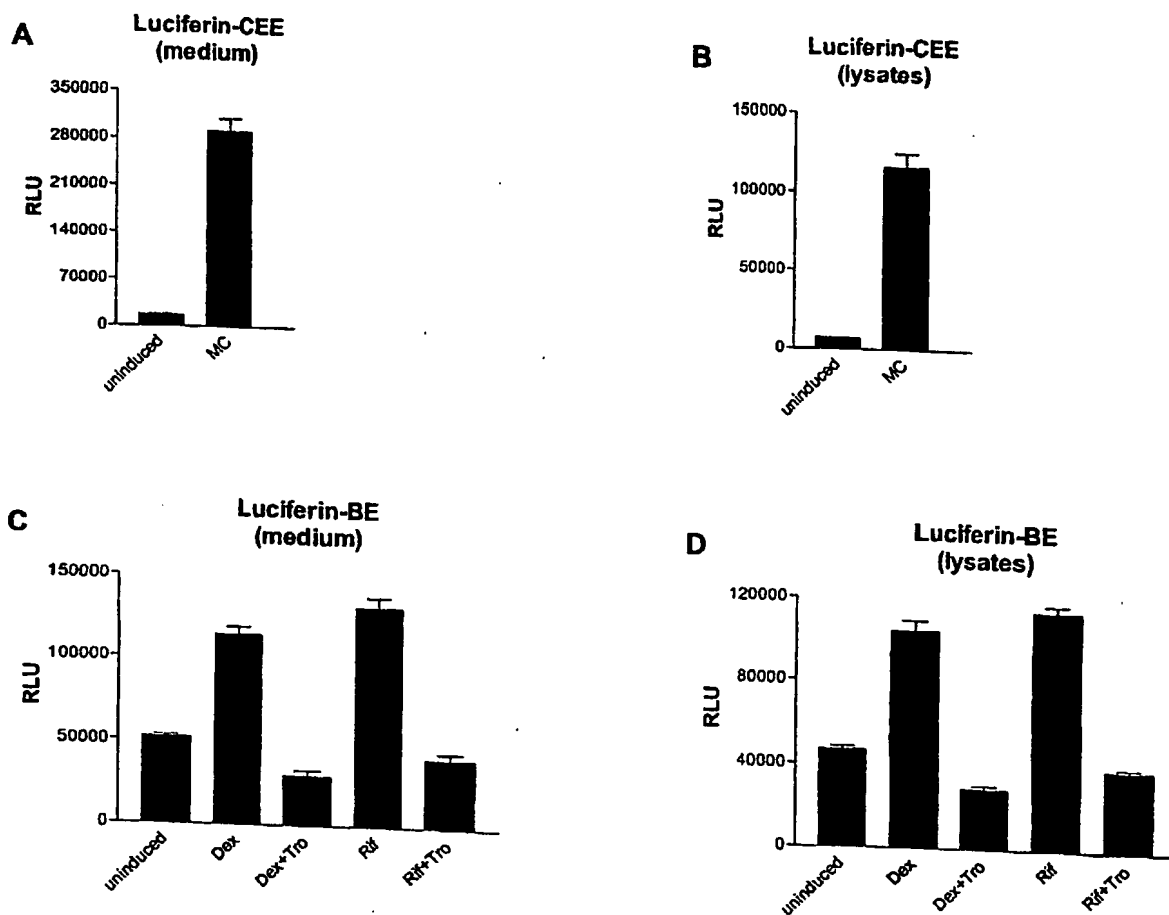 A
Luciferin-CEE
(medium)
350000
280000
210000
140000
70000
0
RLU
uninduced
MC
B
Luciferin-CEE
(lysates)
150000
100000
50000
0
RLU
uninduced
MC
C
Luciferin-BE
(medium)
150000
100000
50000
0
RLU
uninduced
Dex
Dex+Tro
Rif
Rif+Tro
D
Luciferin-BE
(lysates)
120000
80000
40000
0
RLU
uninduced
Dex
Dex+Tro
Rif
Rif+Tro